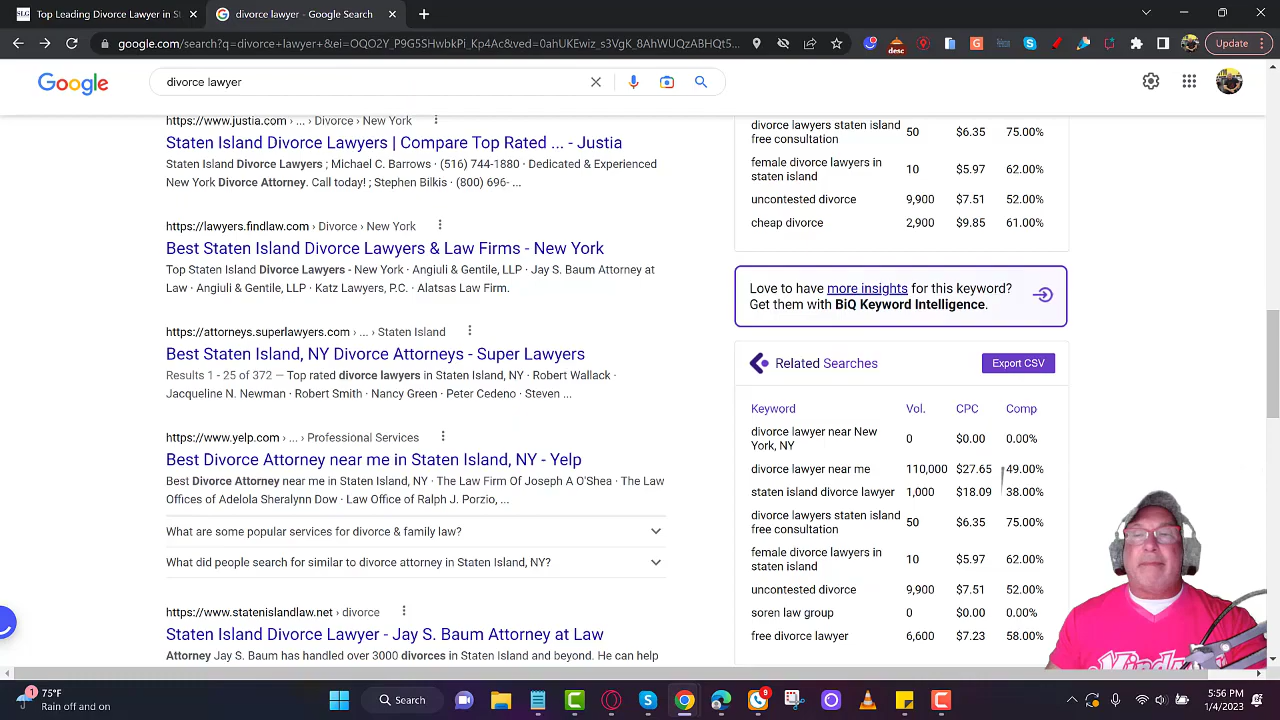 SLG Top Leading Divorce Lawyer in S
divorce lawyer - Google Search
google.com/search?q=divorce+lawyer+&ei=OQO2Y_P9G5SHwbkPi_Kp4Ac&ved=0ahUKEwiz_s3VgK_8AhWUQzABHQt5...
desc
Update
Google
divorce lawyer
https://www.justia.com › ... › Divorce › New York
Staten Island Divorce Lawyers | Compare Top Rated ... - Justia
Staten Island Divorce Lawyers ; Michael C. Barrows · (516) 744-1880 · Dedicated & Experienced
New York Divorce Attorney. Call today! ; Stephen Bilkis · (800) 696- ...
https://lawyers.findlaw.com › Divorce › New York
Best Staten Island Divorce Lawyers & Law Firms - New York
Top Staten Island Divorce Lawyers - New York · Angiuli & Gentile, LLP · Jay S. Baum Attorney at
Law · Angiuli & Gentile, LLP · Katz Lawyers, P.C. · Alatsas Law Firm.
https://attorneys.superlawyers.com › ... › Staten Island
Best Staten Island, NY Divorce Attorneys - Super Lawyers
Results 1 - 25 of 372 — Top rated divorce lawyers in Staten Island, NY · Robert Wallack ·
Jacqueline N. Newman · Robert Smith · Nancy Green · Peter Cedeno · Steven ...
https://www.yelp.com › ... › Professional Services
Best Divorce Attorney near me in Staten Island, NY - Yelp
Best Divorce Attorney near me in Staten Island, NY · The Law Firm Of Joseph A O'Shea · The Law
Offices of Adelola Sheralynn Dow · Law Office of Ralph J. Porzio, ...
What are some popular services for divorce & family law?
What did people search for similar to divorce attorney in Staten Island, NY?
https://www.statenislandlaw.net › divorce
Staten Island Divorce Lawyer - Jay S. Baum Attorney at Law
Attorney Jay S. Baum has handled over 3000 divorces in Staten Island and beyond. He can help
divorce lawyers staten island 50 $6.35 75.00%
free consultation
female divorce lawyers in 10 $5.97 62.00%
staten island
uncontested divorce 9,900 $7.51 52.00%
cheap divorce 2,900 $9.85 61.00%
Love to have more insights for this keyword?
Get them with BiQ Keyword Intelligence.
Related Searches Export CSV
Keyword Vol. CPC Comp
divorce lawyer near New 0 $0.00 0.00%
York, NY
divorce lawyer near me 110,000 $27.65 49.00%
staten island divorce lawyer 1,000 $18.09 38.00%
divorce lawyers staten island 50 $6.35 75.00%
free consultation
female divorce lawyers in 10 $5.97 62.00%
staten island
uncontested divorce 9,900 $7.51 52.00%
soren law group 0 $0.00 0.00%
free divorce lawyer 6,600 $7.23 58.00%
1 75°F
Rain off and on
Search
9
5:56 PM
1/4/2023